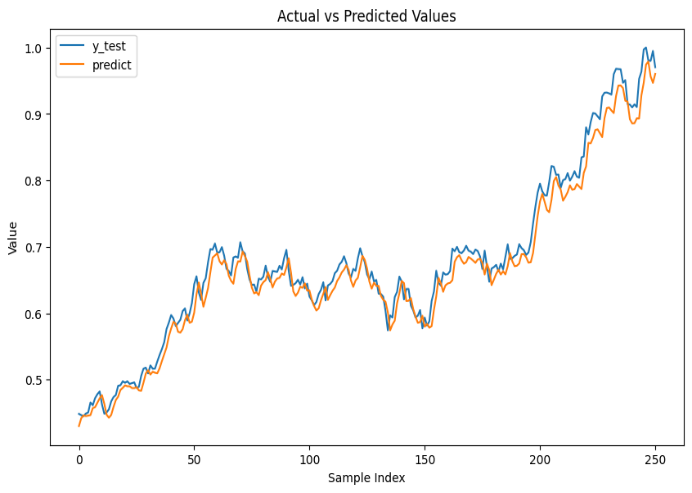 Actual vs Predicted Values
y_test
predict
1.0
0.9
0.8
0.7
0.6
0.5
Value
0 50 100 150 200 250
Sample Index